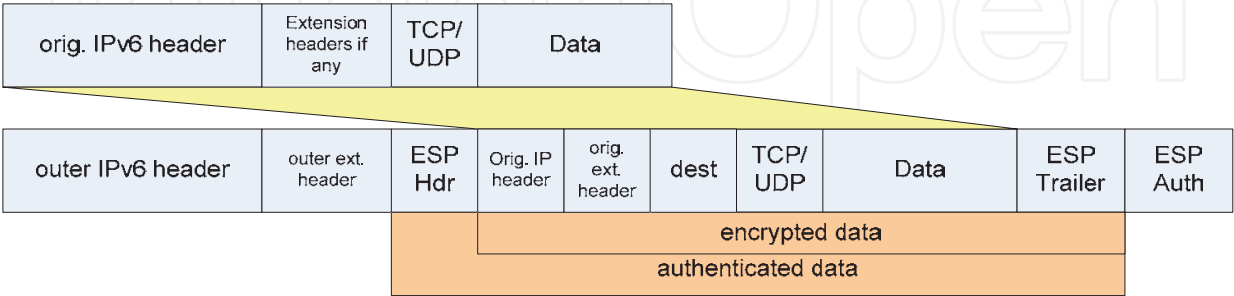 Open
orig. IPv6 header
Extension
headers if
any
TCP/
UDP
Data
outer IPv6 header
outer ext.
header
ESP
Hdr
Orig. IP
header
orig.
ext.
header
dest
TCP/
UDP
Data
ESP
Trailer
ESP
Auth
encrypted data
authenticated data